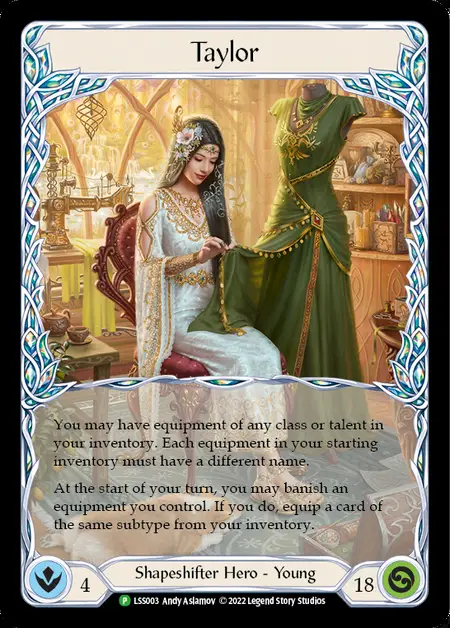 Taylor
You may have equipment of any class or talent in
your inventory. Each equipment in your starting
inventory must have a different name.
At the start of your turn, you may banish an
equipment you control. If you do, equip a card of
the same subtype from your inventory.
4
Shapeshifter Hero - Young
18
P LSS003 Andy Aslamov © 2022 Legend Story Studios